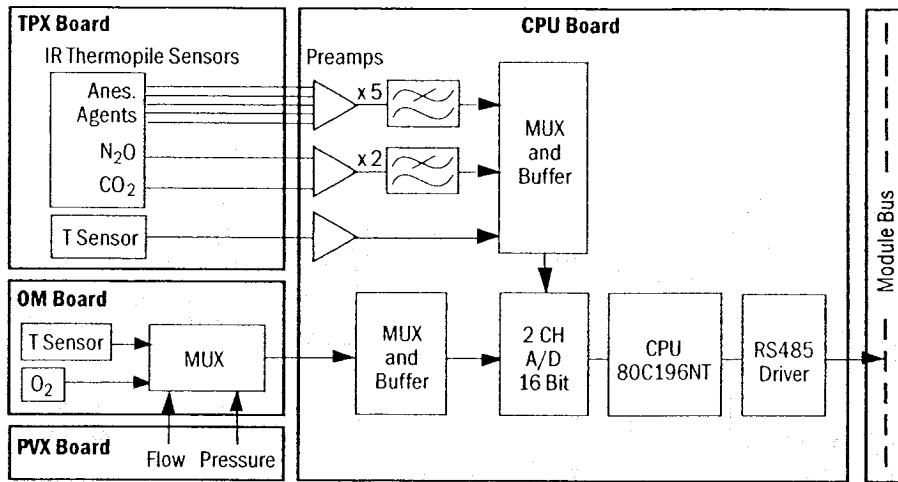 TPX Board
IR Thermopile Sensors
Anes.
Agents
N₂O
CO₂
T Sensor
OM Board
T Sensor
O₂
MUX
PVX Board
Flow
Pressure
CPU Board
Preamps
x 5
x 2
MUX
and
Buffer
MUX
and
Buffer
2 CH
A/D
16 Bit
CPU
80C196NT
RS485
Driver
Module Bus